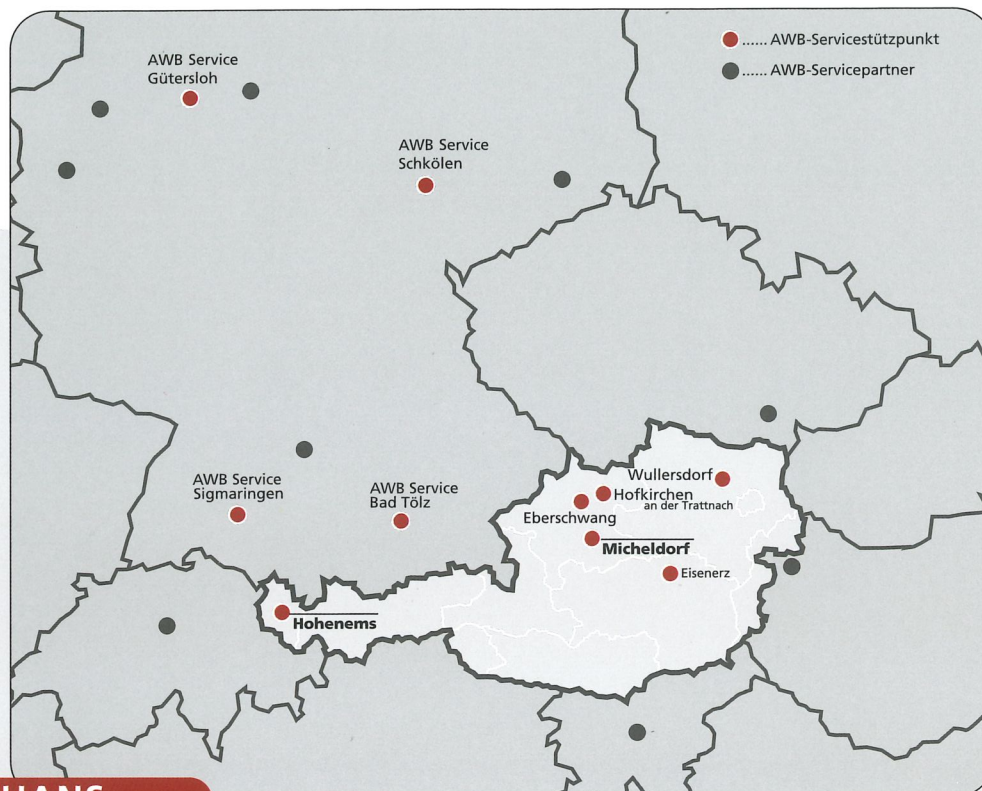 ...... AWB-Servicestützpunkt
...... AWB-Servicepartner
AWB Service
Gütersloh
AWB Service
Schkölen
AWB Service
Sigmaringen
AWB Service
Bad Tölz
Wullersdorf
Hofkirchen
an der Trattnach
Eberschwang
Micheldorf
Eisenerz
Hohenems